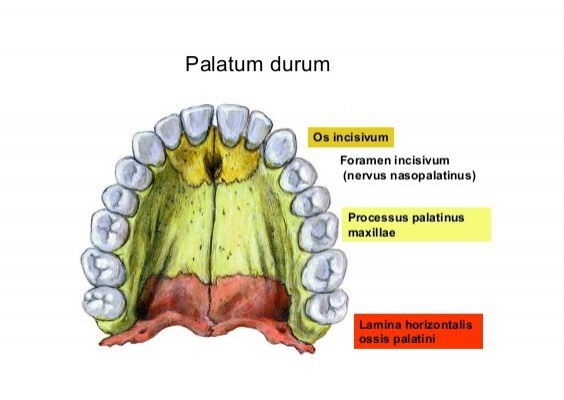 Palatum durum
Os incisivum
Foramen incisivum
(nervus nasopalatinus)
Processus palatinus
maxillae
Lamina horizontalis
ossis palatini